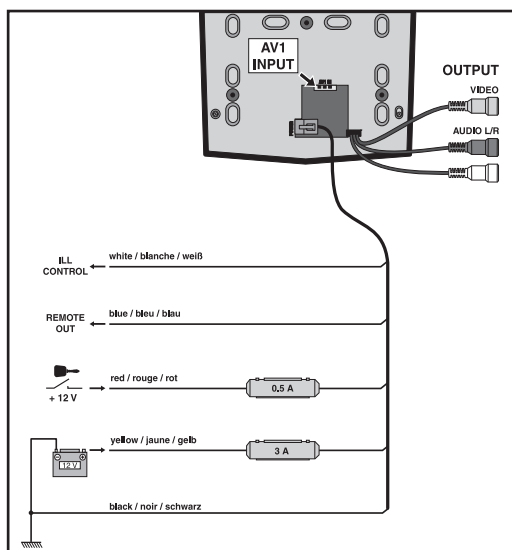 AV1
INPUT
OUTPUT
VIDEO
AUDIO L/R
ILL
CONTROL
white / blanche / weiß
REMOTE
OUT
blue / bleu / blau
+ 12 V
red / rouge / rot
0.5 A
12 V
yellow / jaune / gelb
3 A
black / noir / schwarz